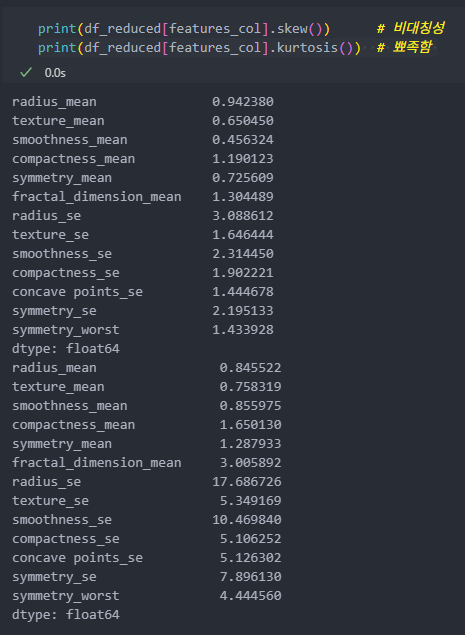 print(df_reduced[features_col].skew())      # 비대칭성
print(df_reduced[features_col].kurtosis())  # 뾰족함
✓ 0.0s
radius_mean               0.942380
texture_mean              0.650450
smoothness_mean           0.456324
compactness_mean          1.190123
symmetry_mean             0.725609
fractal_dimension_mean    1.304489
radius_se                 3.088612
texture_se                1.646444
smoothness_se             2.314450
compactness_se            1.902221
concave points_se         1.444678
symmetry_se               2.195133
symmetry_worst            1.433928
dtype: float64
radius_mean                0.845522
texture_mean               0.758319
smoothness_mean            0.855975
compactness_mean           1.650130
symmetry_mean              1.287933
fractal_dimension_mean     3.005892
radius_se                 17.686726
texture_se                 5.349169
smoothness_se             10.469840
compactness_se             5.106252
concave points_se          5.126302
symmetry_se                7.896130
symmetry_worst             4.444560
dtype: float64